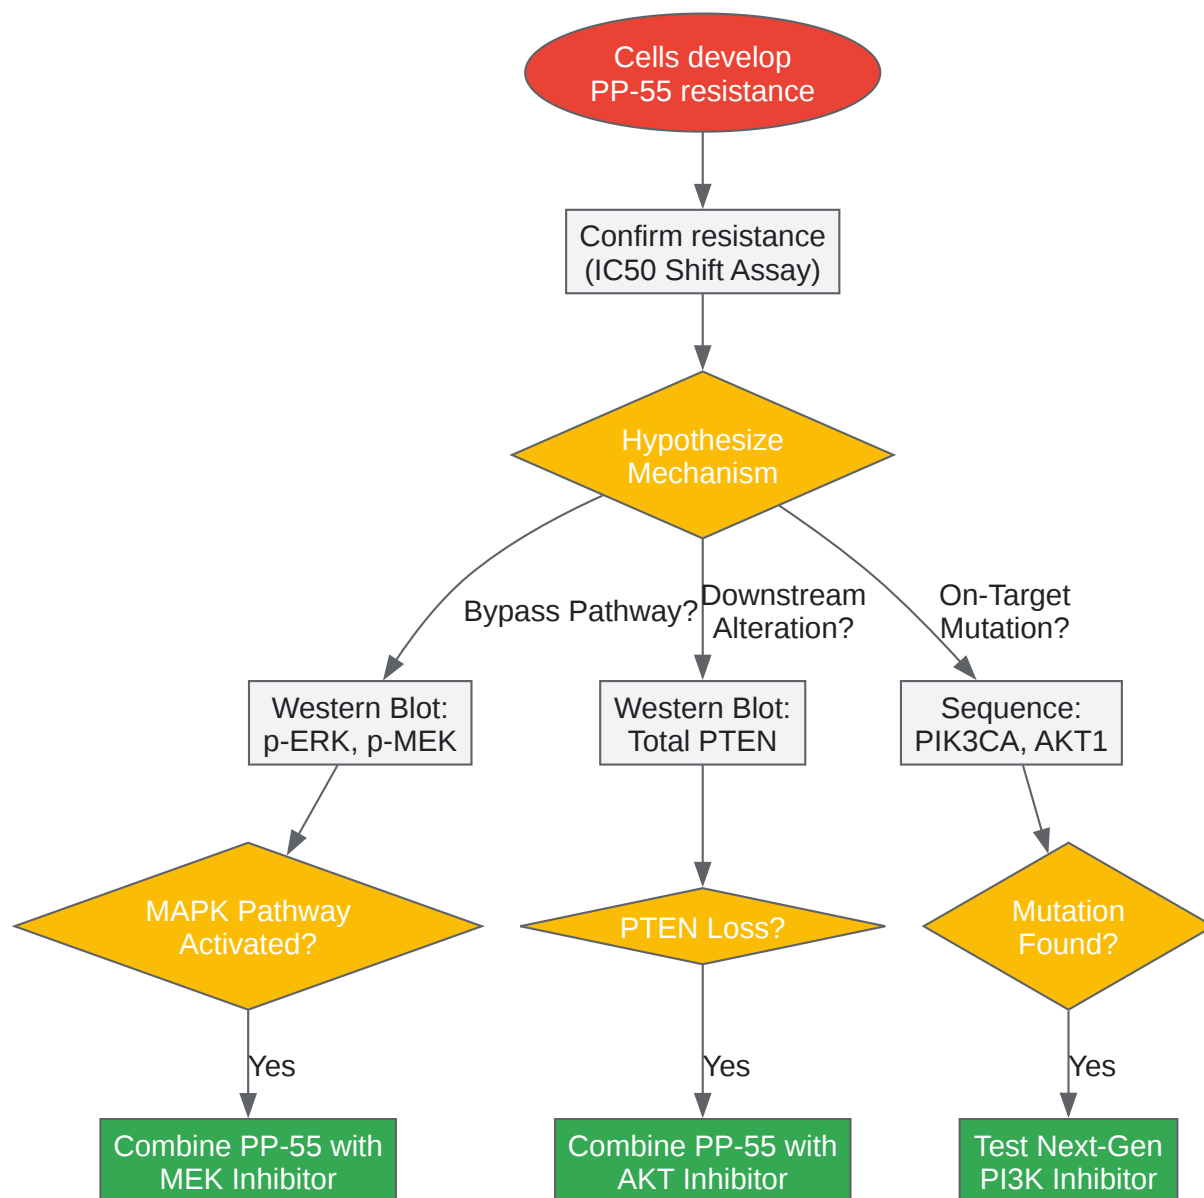 Cells develop
PP-55 resistance
Confirm resistance
(IC50 Shift Assay)
Hypothesize
Mechanism
Bypass Pathway?
Downstream
Alteration?
On-Target
Mutation?
Western Blot:
p-ERK, p-MEK
Western Blot:
Total PTEN
Sequence:
PIK3CA, AKT1
MAPK Pathway
Activated?
PTEN Loss?
Mutation
Found?
Yes
Yes
Yes
Combine PP-55 with
MEK Inhibitor
Combine PP-55 with
AKT Inhibitor
Test Next-Gen
PI3K Inhibitor